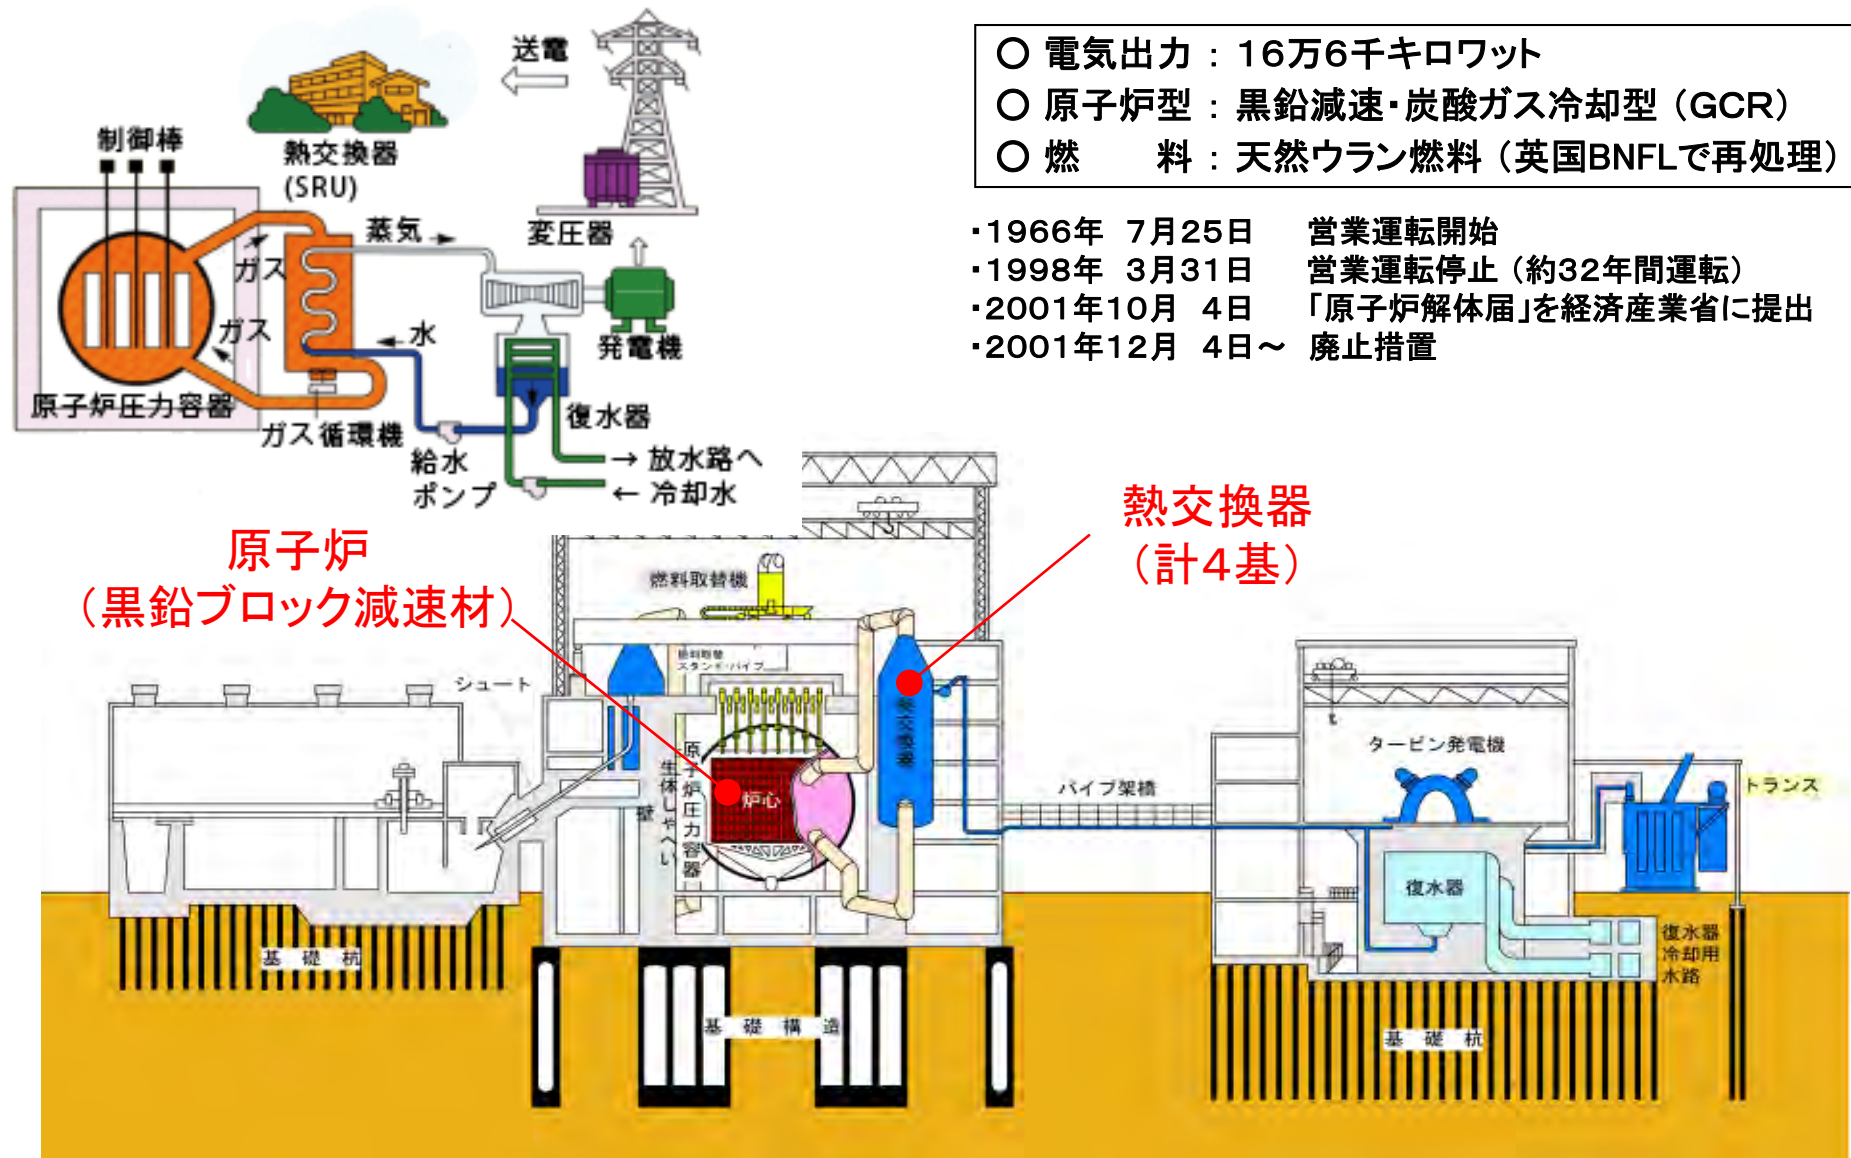 送電
制御棒
熱交換器
(SRU)
蒸気
変圧器
ガス
ガス
水
発電機
原子炉圧力容器
ガス循環機
復水器
給水
ポンプ
→ 放水路へ
← 冷却水
○ 電気出力 : 16万6千キロワット
○ 原子炉型 : 黒鉛減速・炭酸ガス冷却型 (GCR)
○ 燃　　料 : 天然ウラン燃料 (英国BNFLで再処理)
・1966年 7月25日　営業運転開始
・1998年 3月31日　営業運転停止 (約32年間運転)
・2001年10月 4日　「原子炉解体届」を経済産業省に提出
・2001年12月 4日～ 廃止措置
原子炉
(黒鉛ブロック減速材)
熱交換器
(計4基)
燃料取替機
燃料取替
スタンド・パイプ
シュート
原子炉圧力容器
生体しゃへい
壁
炉心
熱交換器
パイプ架橋
タービン発電機
トランス
復水器
復水器
冷却用
水路
基礎杭
基礎構造
基礎杭